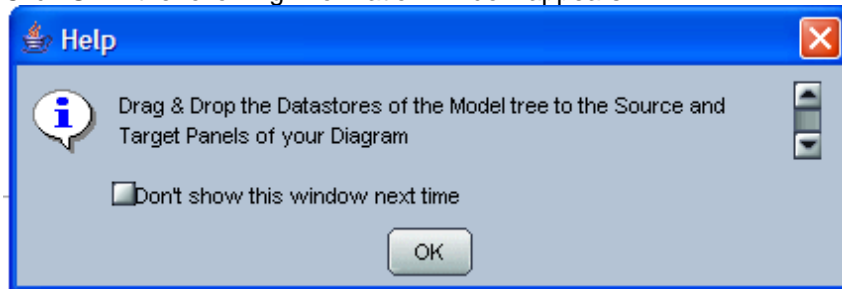 Help
Drag & Drop the Datastores of the Model tree to the Source and
Target Panels of your Diagram
Don't show this window next time
OK